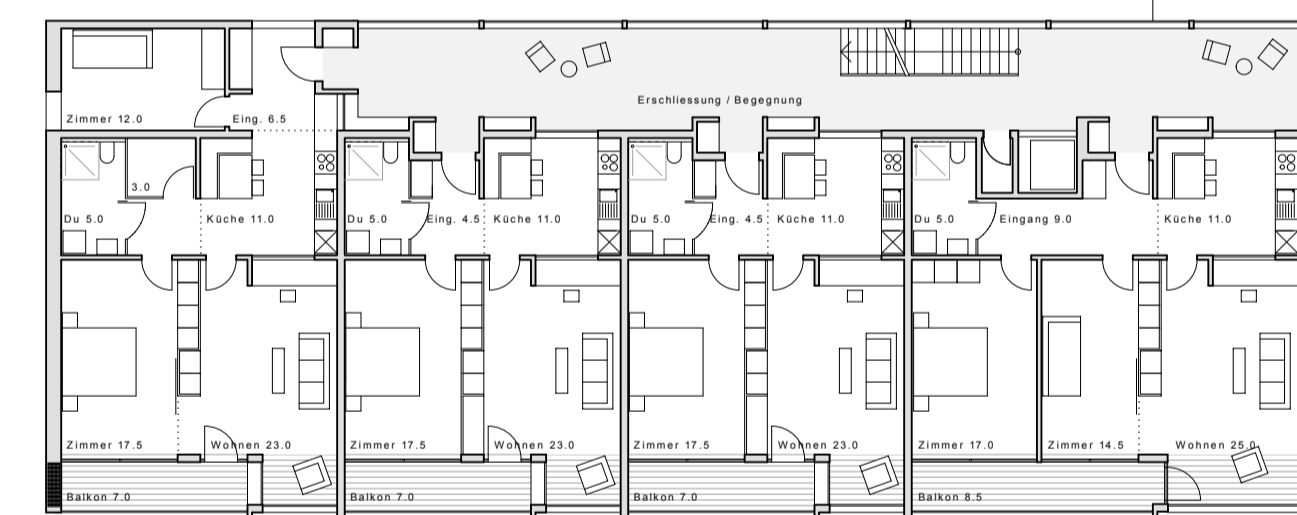 Erschliessung / Begegnung
Zimmer 12.0 Eing. 6.5
3.0
Du 5.0 Küche 11.0 Du 5.0 Eing. 4.5 Küche 11.0 Du 5.0 Eing. 4.5 Küche 11.0 Du 5.0 Eingang 9.0 Küche 11.0
Zimmer 17.5 Wohnen 23.0 Zimmer 17.5 Wohnen 23.0 Zimmer 17.5 Wohnen 23.0 Zimmer 17.0 Zimmer 14.5 Wohnen 25.0
Balkon 7.0 Balkon 7.0 Balkon 7.0 Balkon 8.5